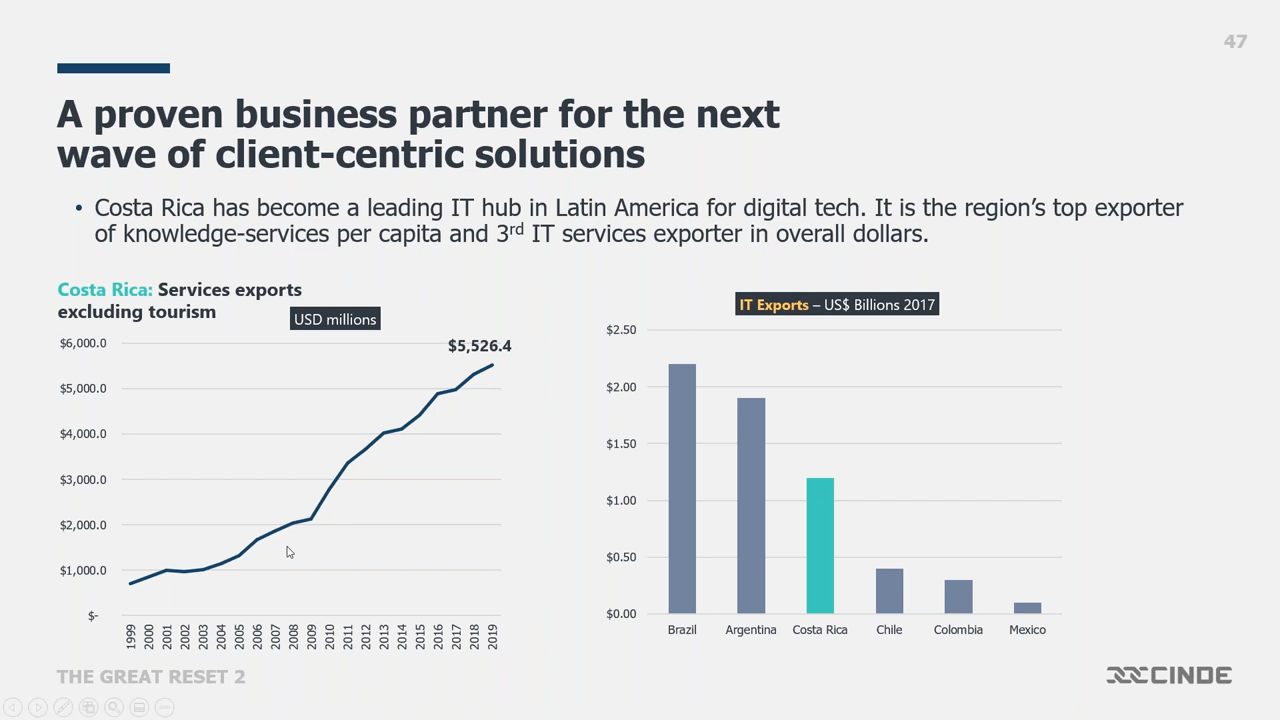 47
A proven business partner for the next
wave of client-centric solutions
• Costa Rica has become a leading IT hub in Latin America for digital tech. It is the region's top exporter
of knowledge-services per capita and 3rd IT services exporter in overall dollars.
Costa Rica: Services exports
excluding tourism
USD millions
$5,526.4
$6,000.0
$5,000.0
$4,000.0
$3,000.0
$2,000.0
$1,000.0
$-
1999
2000
2001
2002
2003
2004
2005
2006
2007
2008
2009
2010
2011
2012
2013
2014
2015
2016
2017
2018
2019
IT Exports – US$ Billions 2017
$2.50
$2.00
$1.50
$1.00
$0.50
$0.00
Brazil
Argentina
Costa Rica
Chile
Colombia
Mexico
THE GREAT RESET 2
CINDE